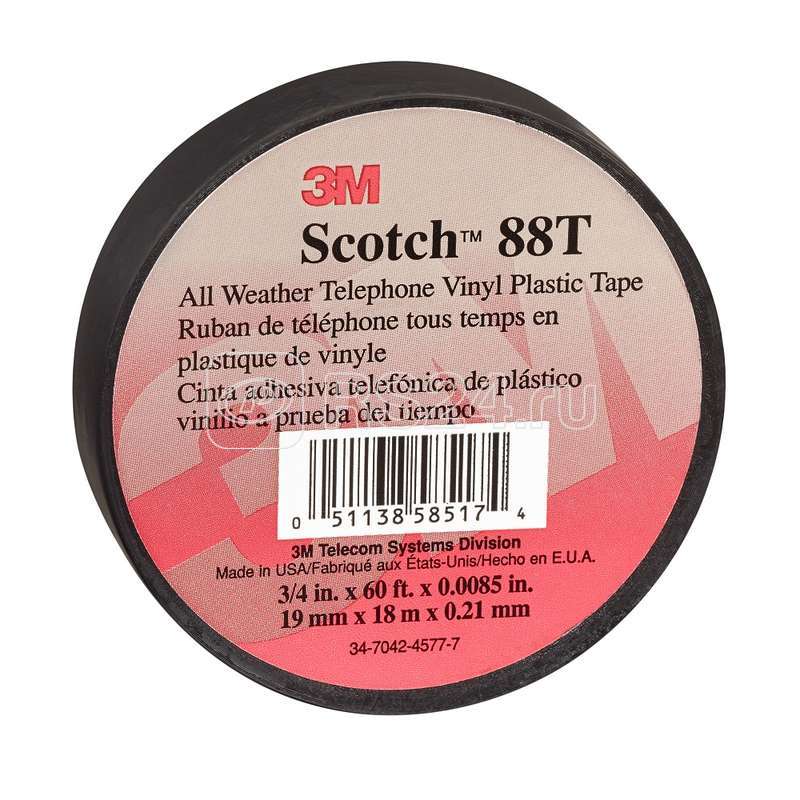 3M
Scotch™ 88T
All Weather Telephone Vinyl Plastic Tape
Ruban de téléphone tous temps en
plastique de vinyle
Cinta adhesiva telefónica de plástico
vinilio a prueba del tiempo
RS24.ru
0 51138 58517 4
3M Telecom Systems Division
Made in USA/Fabriqué aux États-Unis/Hecho en E.U.A.
3/4 in. x 60 ft. x 0.0085 in.
19 mm x 18 m x 0.21 mm
34-7042-4577-7